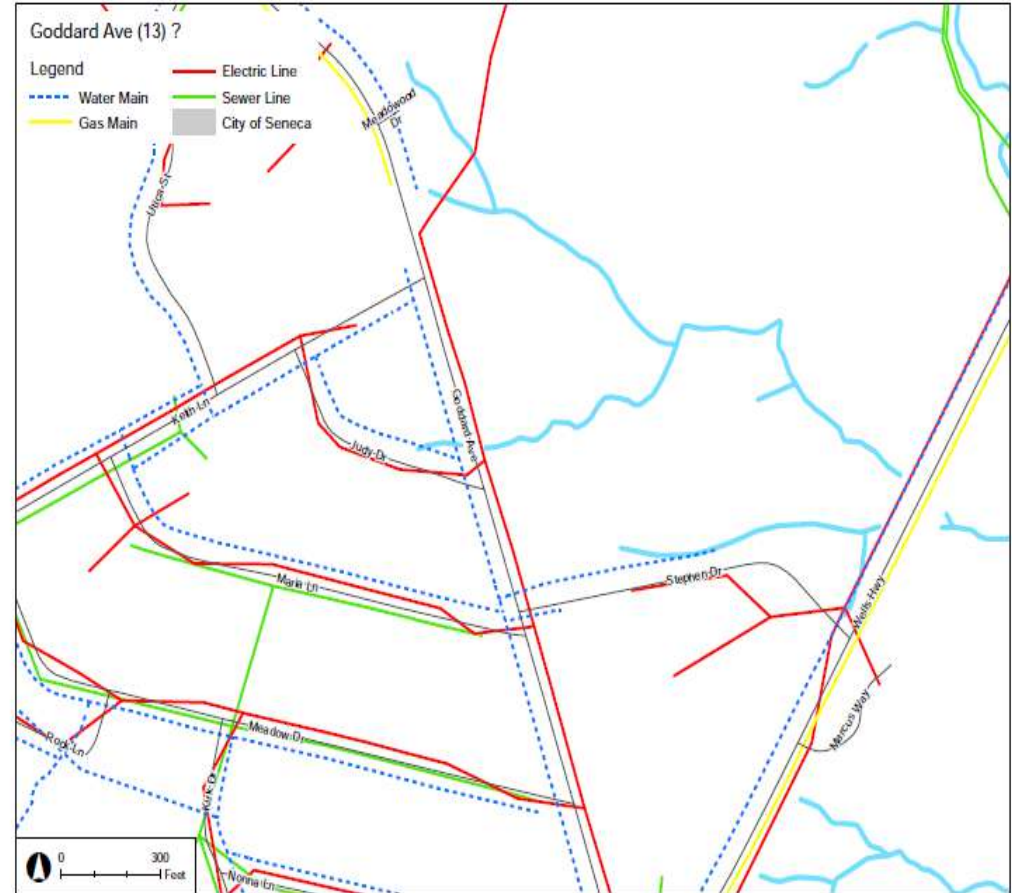 Goddard Ave (13) ?
Legend
Electric Line
Water Main
Sewer Line
Gas Main
City of Seneca
Meadowood
Dr
Utica St
Keith Ln
Judy Dr
Goddard Ave
Marie Ln
Stephen Dr
Wells Hwy
Marcus Way
Meadow Dr
Rock Ln
Kirk D
Nonna Ln
0
300
Feet